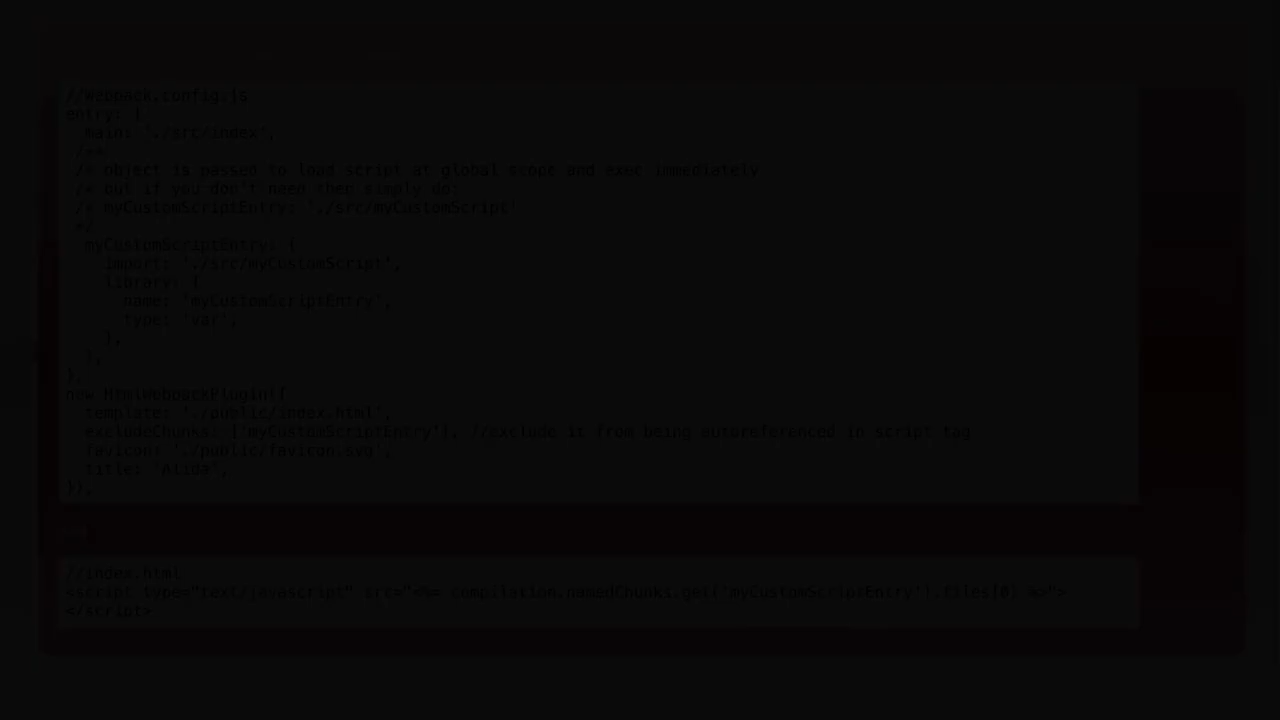 //Webpack.config.js
entry: {
  main: './src/index',
 /**
 /* object is passed to load script at global scope and exec immediately
 /* but if you don't need then simply do:
 /* myCustomScriptEntry: './src/myCustomScript'
 */
  myCustomScriptEntry: {
    import: './src/myCustomScript',
    library: {
      name: 'myCustomScriptEntry',
      type: 'var',
    },
  },
},
new HtmlWebpackPlugin({
  template: './public/index.html',
  excludeChunks: ['myCustomScriptEntry'], //exclude it from being autoreferenced in script tag
  favicon: './public/favicon.svg',
  title: 'Alida',
}),
//index.html
<script type="text/javascript" src="<%= compilation.namedChunks.get('myCustomScriptEntry').files[0] %>">
</script>